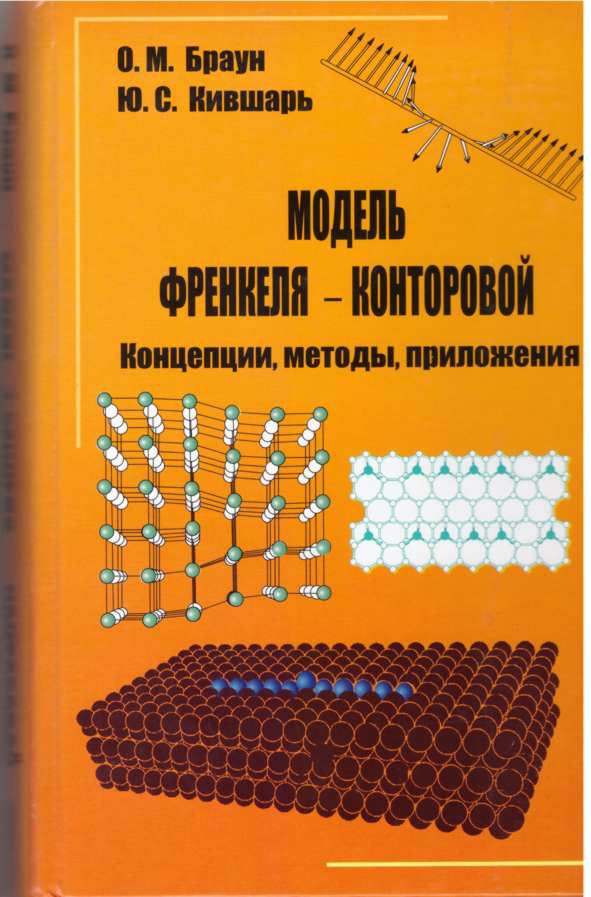 О. М. Браун
Ю. С. Кившарь
МОДЕЛЬ
ФРЕНКЕЛЯ – КОНТОРОВОЙ
Концепции, методы, приложения